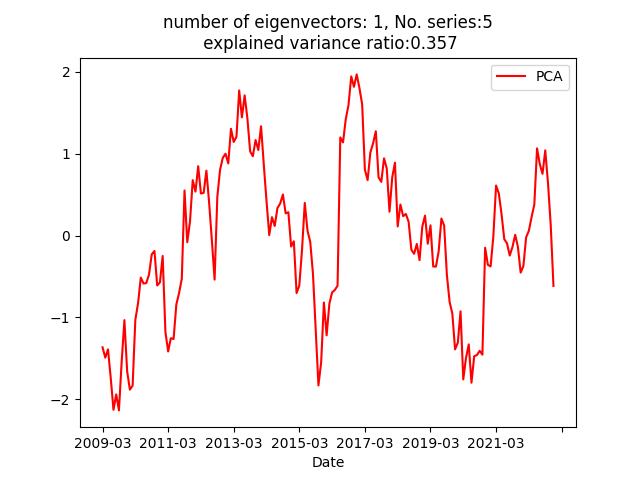 number of eigenvectors: 1, No. series:5
explained variance ratio:0.357
PCA
2
1
0
−1
−2
2009-03 2011-03 2013-03 2015-03 2017-03 2019-03 2021-03
Date